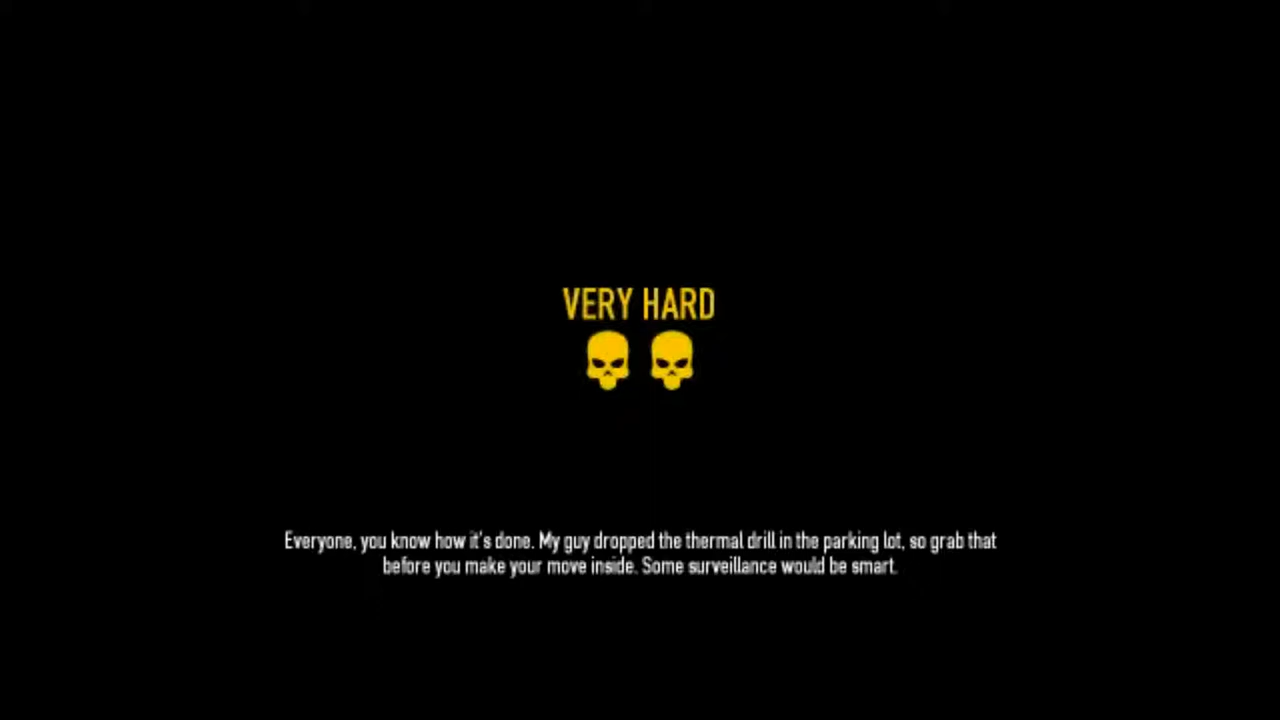 VERY HARD
Everyone, you know how it's done. My guy dropped the thermal drill in the parking lot, so grab that
before you make your move inside. Some surveillance would be smart.